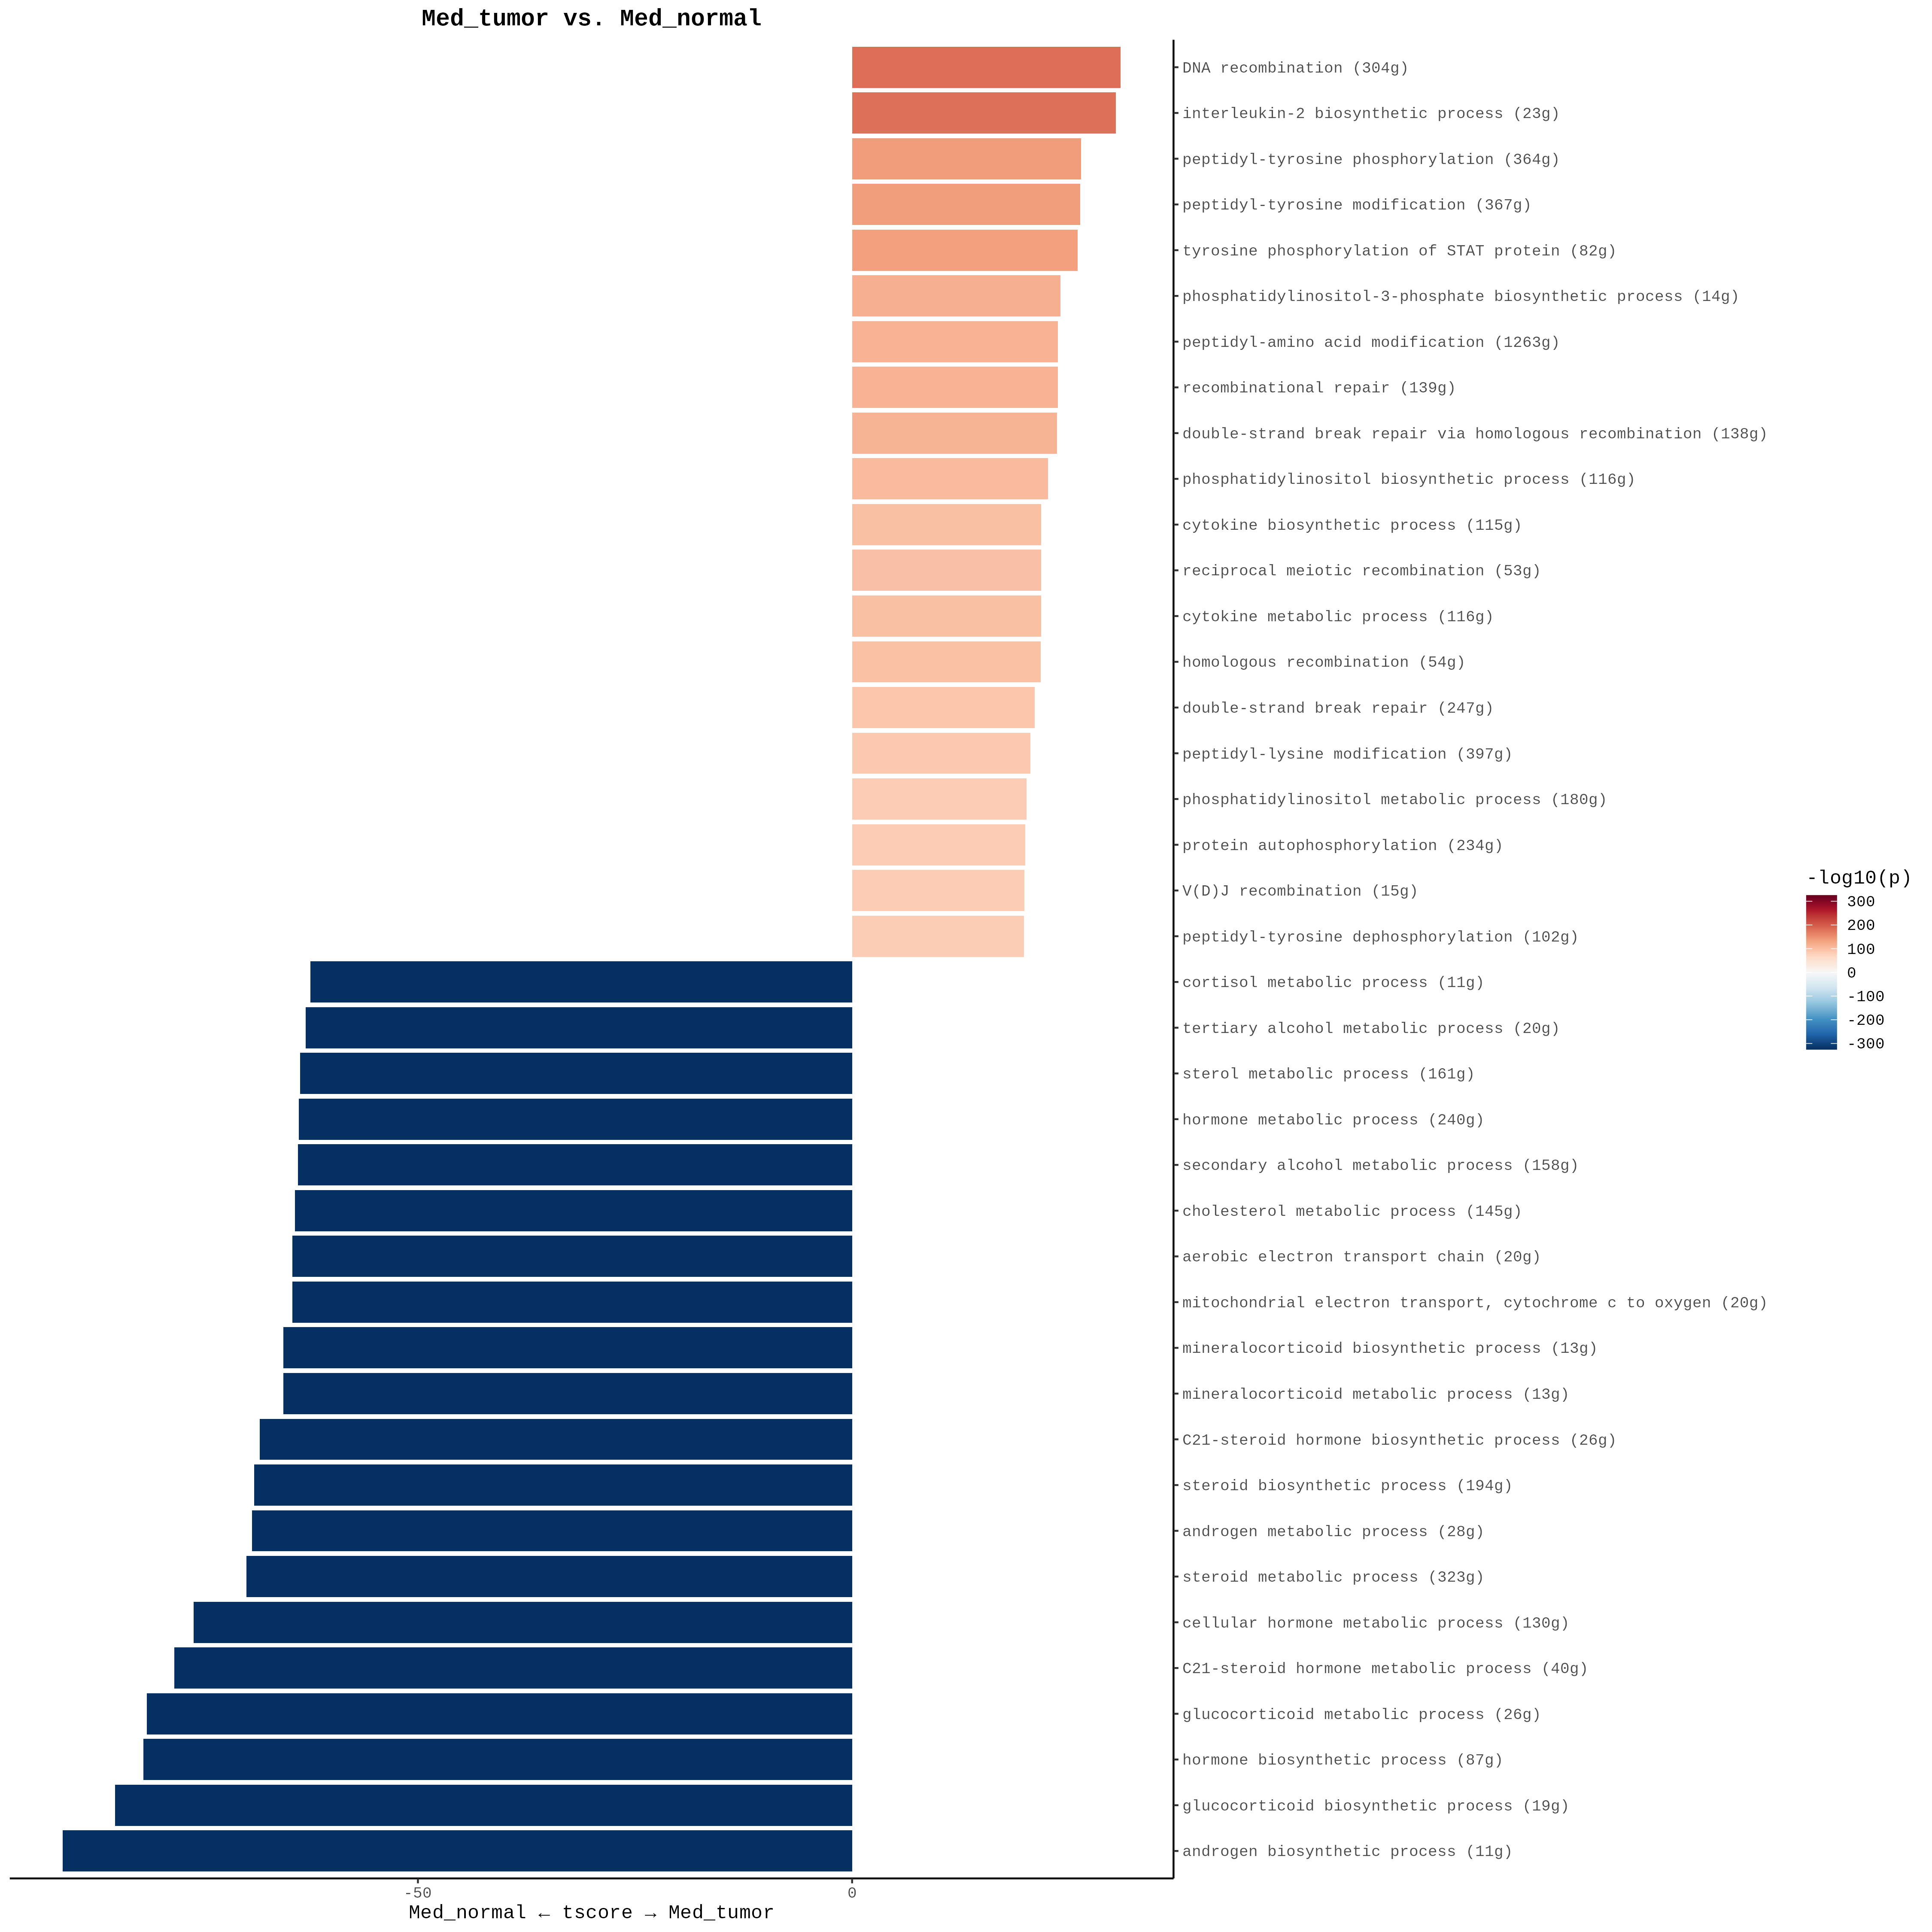 Med_tumor vs. Med_normal
DNA recombination (304g)
interleukin-2 biosynthetic process (23g)
peptidyl-tyrosine phosphorylation (364g)
peptidyl-tyrosine modification (367g)
tyrosine phosphorylation of STAT protein (82g)
phosphatidylinositol-3-phosphate biosynthetic process (14g)
peptidyl-amino acid modification (1263g)
recombinational repair (139g)
double-strand break repair via homologous recombination (138g)
phosphatidylinositol biosynthetic process (116g)
cytokine biosynthetic process (115g)
reciprocal meiotic recombination (53g)
cytokine metabolic process (116g)
homologous recombination (54g)
double-strand break repair (247g)
peptidyl-lysine modification (397g)
phosphatidylinositol metabolic process (180g)
protein autophosphorylation (234g)
V(D)J recombination (15g)
peptidyl-tyrosine dephosphorylation (102g)
cortisol metabolic process (11g)
tertiary alcohol metabolic process (20g)
sterol metabolic process (161g)
hormone metabolic process (240g)
secondary alcohol metabolic process (158g)
cholesterol metabolic process (145g)
aerobic electron transport chain (20g)
mitochondrial electron transport, cytochrome c to oxygen (20g)
mineralocorticoid biosynthetic process (13g)
mineralocorticoid metabolic process (13g)
C21-steroid hormone biosynthetic process (26g)
steroid biosynthetic process (194g)
androgen metabolic process (28g)
steroid metabolic process (323g)
cellular hormone metabolic process (130g)
C21-steroid hormone metabolic process (40g)
glucocorticoid metabolic process (26g)
hormone biosynthetic process (87g)
glucocorticoid biosynthetic process (19g)
androgen biosynthetic process (11g)
-50 0
Med_normal ← tscore → Med_tumor
-log10(p)
300
200
100
0
-100
-200
-300